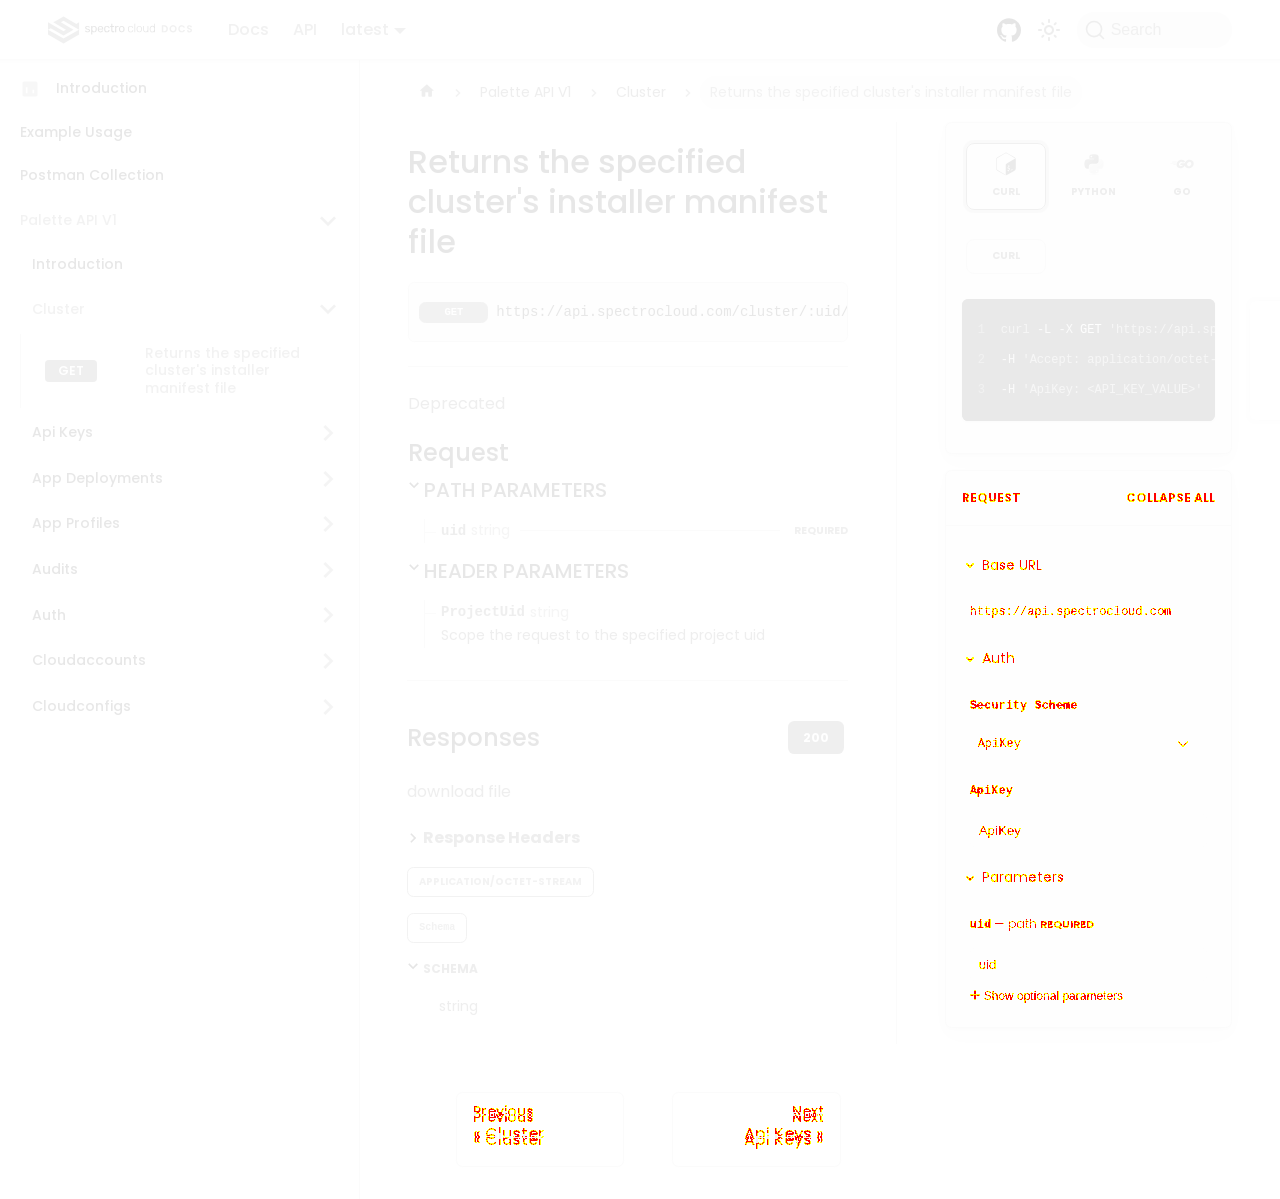 spectro cloud DOCS
Docs API latest
Search
Introduction
Example Usage
Postman Collection
Palette API V1
Introduction
Cluster
GET Returns the specified
cluster's installer
manifest file
Api Keys
App Deployments
App Profiles
Audits
Auth
Cloudaccounts
Cloudconfigs
Palette API V1 Cluster Returns the specified cluster's installer manifest file
Returns the specified
cluster's installer manifest
file
GET https://api.spectrocloud.com/cluster/:uid/
Deprecated
Request
PATH PARAMETERS
uid string REQUIRED
HEADER PARAMETERS
ProjectUid string
Scope the request to the specified project uid
Responses 200
download file
Response Headers
APPLICATION/OCTET-STREAM
Schema
SCHEMA
string
Previous
« Cluster
Next
Api Keys »
CURL PYTHON GO
CURL
1 curl -L -X GET 'https://api.sp
2 -H 'Accept: application/octet-
3 -H 'ApiKey: <API_KEY_VALUE>'
REQUEST COLLAPSE ALL
Base URL
https://api.spectrocloud.com
Auth
Security Scheme
ApiKey
ApiKey
ApiKey
Parameters
uid — path REQUIRED
uid
Show optional parameters